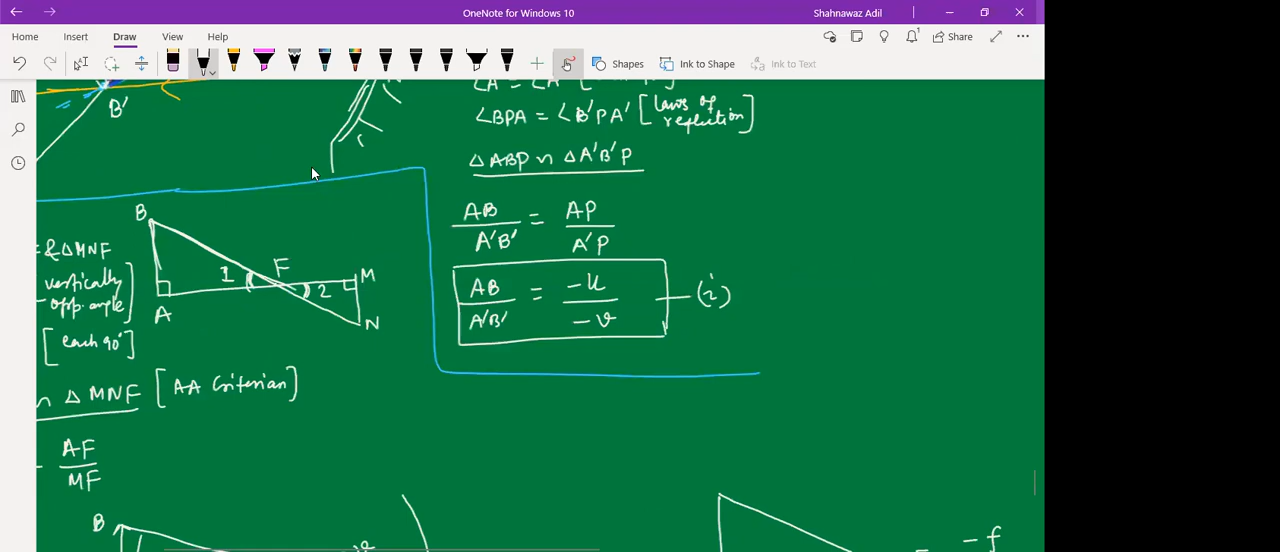 OneNote for Windows 10
Shahnawaz Adil
Home Insert Draw View Help
Share
Shapes
Ink to Shape
Ink to Text
B'
∠A = ∠A
∠BPA = ∠B'PA' [laws of reflection]
△ABP ~ △A'B'P
AB/A'B' = AP/A'P
AB/A'B' = -u/-v — (i)
B
1
F
M
A
2
N
& △MNF
vertically
opp. angle]
[each 90°]
~ △ MNF [AA Criterian]
AF/MF
B
-f